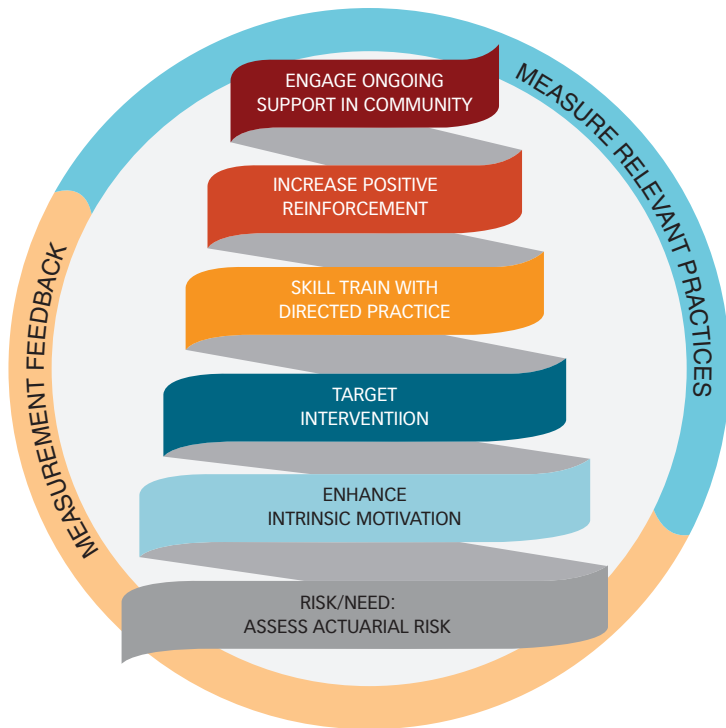 ENGAGE ONGOING
SUPPORT IN COMMUNITY
INCREASE POSITIVE
REINFORCEMENT
SKILL TRAIN WITH
DIRECTED PRACTICE
TARGET
INTERVENTIION
ENHANCE
INTRINSIC MOTIVATION
RISK/NEED:
ASSESS ACTUARIAL RISK
MEASURE RELEVANT PRACTICES
MEASUREMENT FEEDBACK